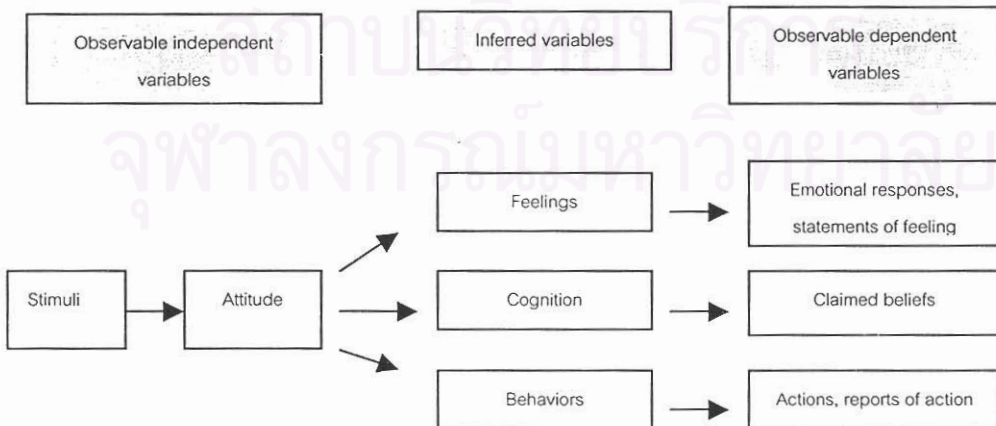 Observable independent
variables
Inferred variables
Observable dependent
variables
สถาบันวิทยบริการ
จุฬาลงกรณ์มหาวิทยาลัย
Feelings
Emotional responses,
statements of feeling
Stimuli
Attitude
Cognition
Claimed beliefs
Behaviors
Actions, reports of action